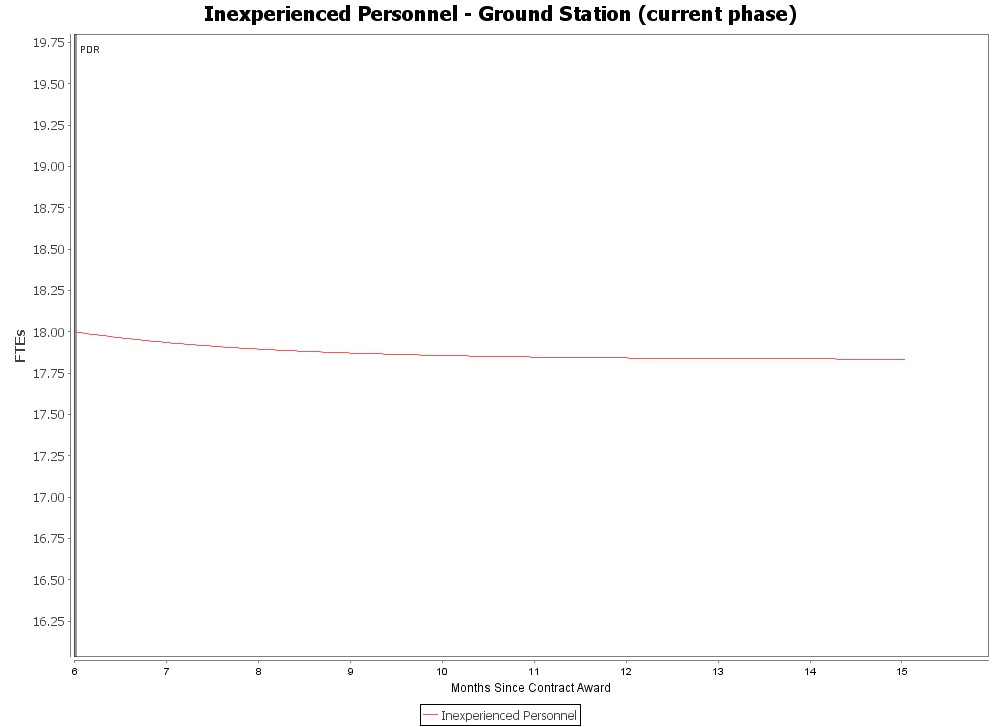 Inexperienced Personnel - Ground Station (current phase)
19.75
PDR
19.50
19.25
19.00
18.75
18.50
18.25
18.00
17.75
17.50
17.25
17.00
16.75
16.50
16.25
FTEs
6 7 8 9 10 11 12 13 14 15
Months Since Contract Award
Inexperienced Personnel